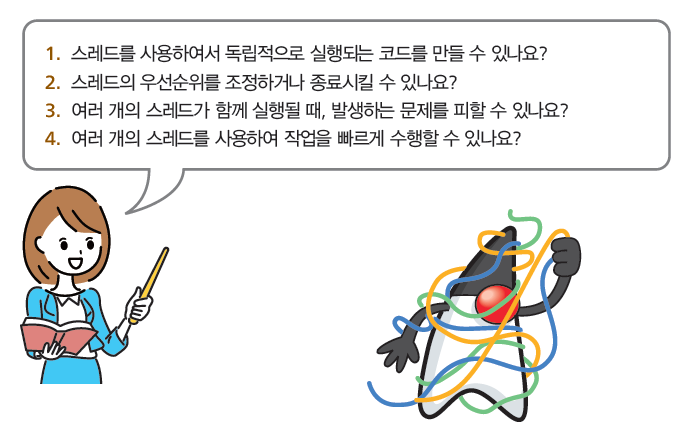 1. 스레드를 사용하여서 독립적으로 실행되는 코드를 만들 수 있나요?
2. 스레드의 우선순위를 조정하거나 종료시킬 수 있나요?
3. 여러 개의 스레드가 함께 실행될 때, 발생하는 문제를 피할 수 있나요?
4. 여러 개의 스레드를 사용하여 작업을 빠르게 수행할 수 있나요?